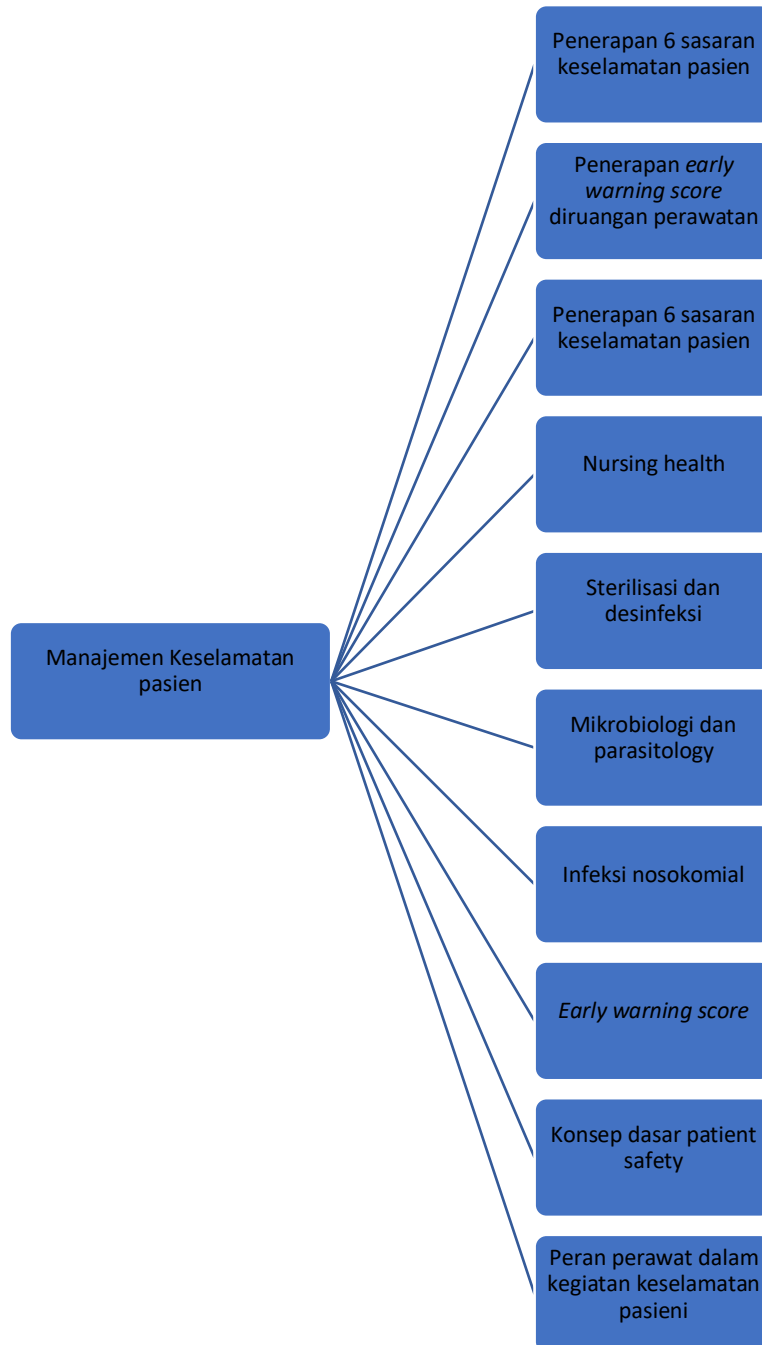 Penerapan 6 sasaran
keselamatan pasien
Penerapan early
warning score
diruangan perawatan
Penerapan 6 sasaran
keselamatan pasien
Nursing health
Sterilisasi dan
desinfeksi
Manajemen Keselamatan
pasien
Mikrobiologi dan
parasitology
Infeksi nosokomial
Early warning score
Konsep dasar patient
safety
Peran perawat dalam
kegiatan keselamatan
pasieni